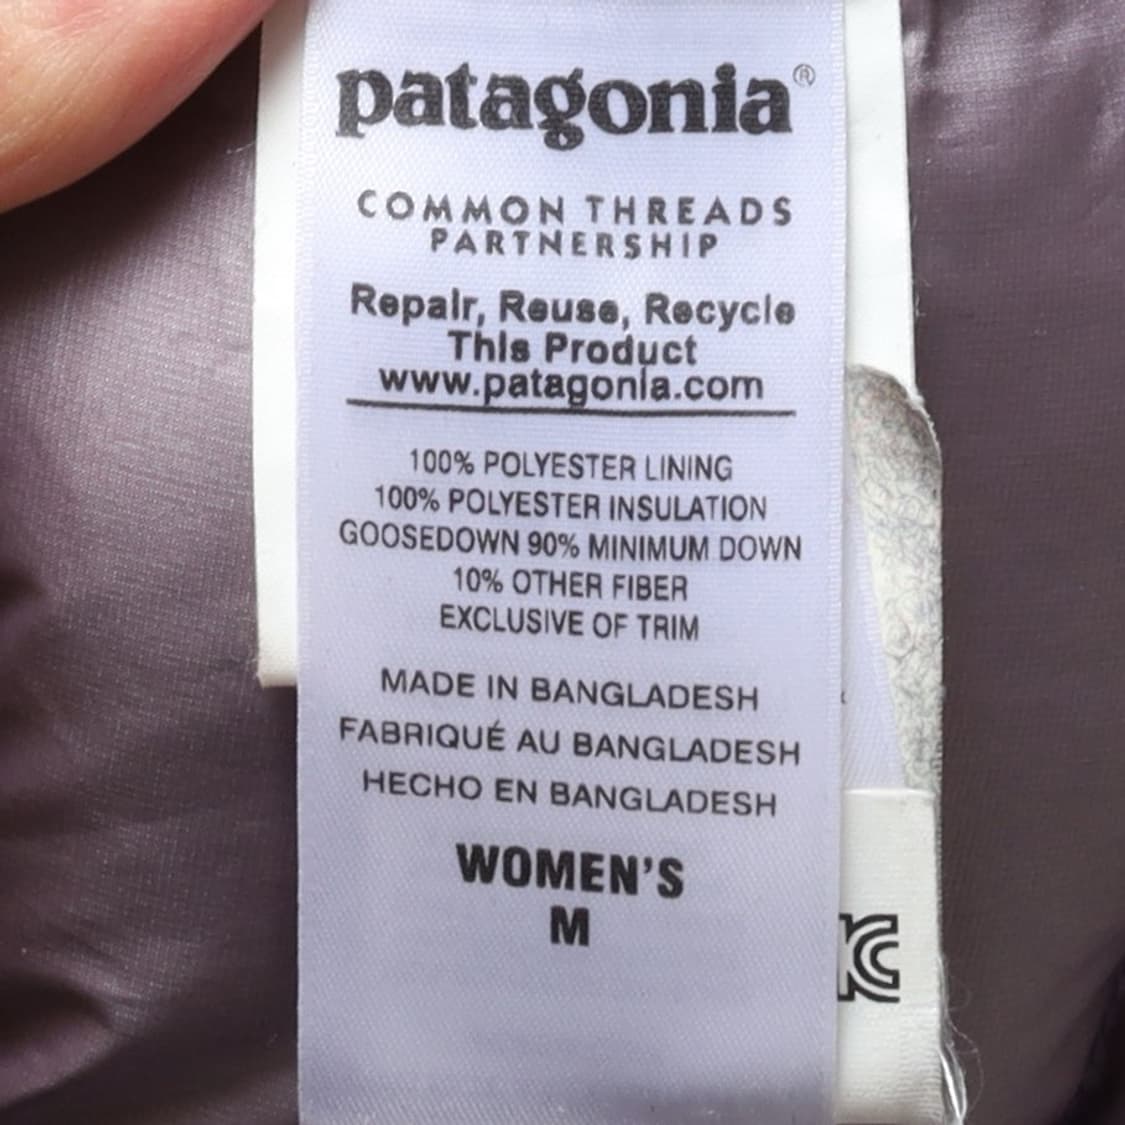 patagonia®
COMMON THREADS
PARTNERSHIP
Repair, Reuse, Recycle
This Product
www.patagonia.com
100% POLYESTER LINING
100% POLYESTER INSULATION
GOOSEDOWN 90% MINIMUM DOWN
10% OTHER FIBER
EXCLUSIVE OF TRIM
MADE IN BANGLADESH
FABRIQUÉ AU BANGLADESH
HECHO EN BANGLADESH
WOMEN'S
M
KC